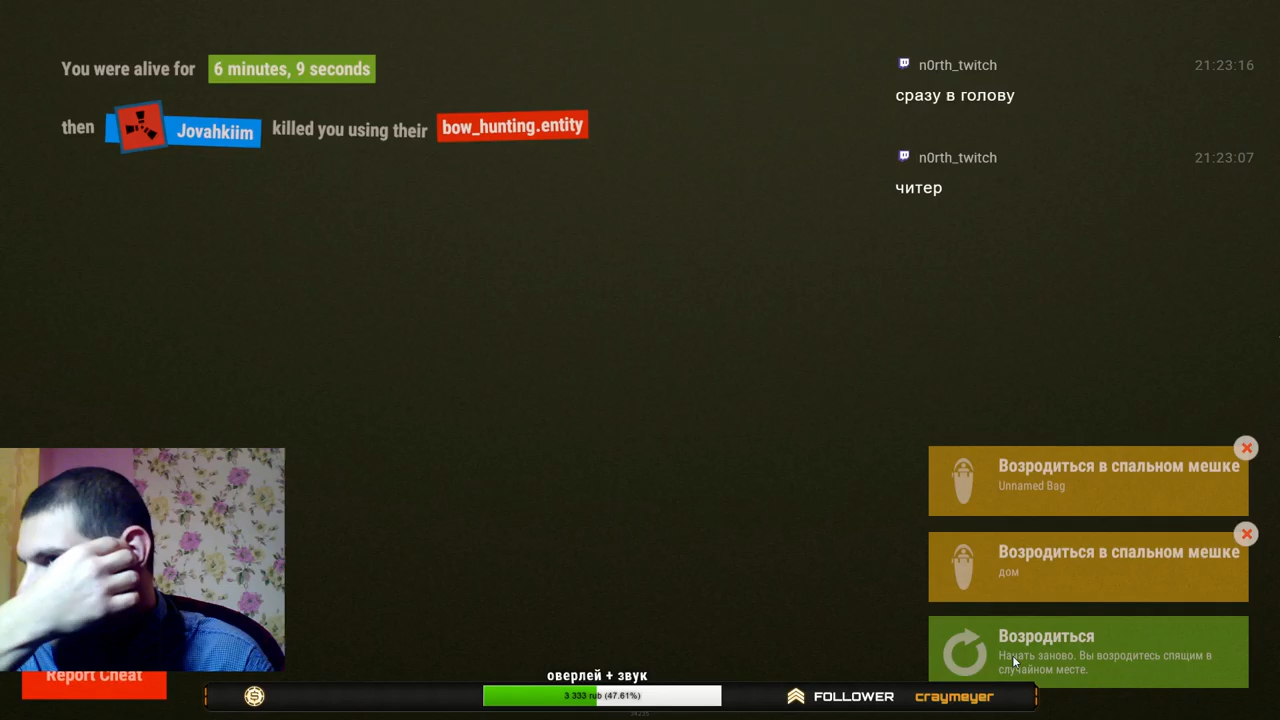 You were alive for 6 minutes, 9 seconds
then Jovahkiim killed you using their bow_hunting.entity
n0rth_twitch 21:23:16
сразу в голову
n0rth_twitch 21:23:07
читер
Возродиться в спальном мешке
Unnamed Bag
Возродиться в спальном мешке
дом
Возродиться
Начать заново. Вы возродитесь спящим в
случайном месте.
Report Cheat
оверлей + звук
3 333 rub (47.61%)
FOLLOWER craymeyer